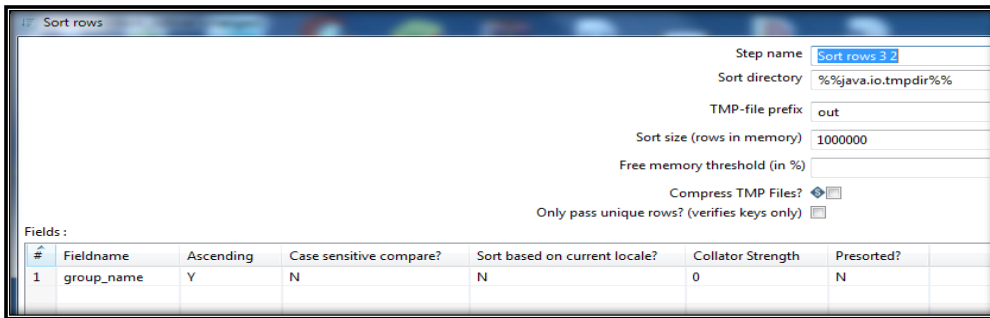 Sort rows
Step name Sort rows 3 2
Sort directory %%java.io.tmpdir%%
TMP-file prefix out
Sort size (rows in memory) 1000000
Free memory threshold (in %)
Compress TMP Files?
Only pass unique rows? (verifies keys only)
Fields :
# Fieldname Ascending Case sensitive compare? Sort based on current locale? Collator Strength Presorted?
1 group_name Y N N 0 N